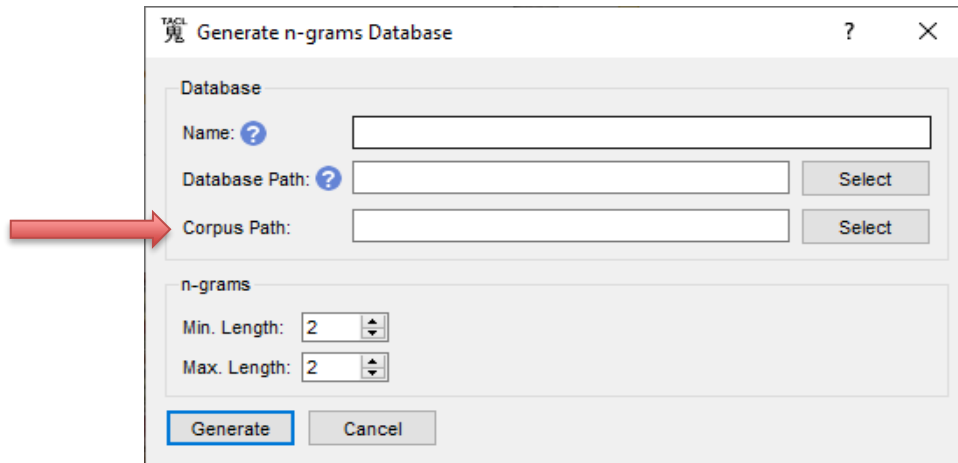 TACL
鬼 Generate n-grams Database ? ×
Database
Name: ?
Database Path: ? Select
Corpus Path: Select
n-grams
Min. Length: 2
Max. Length: 2
Generate Cancel